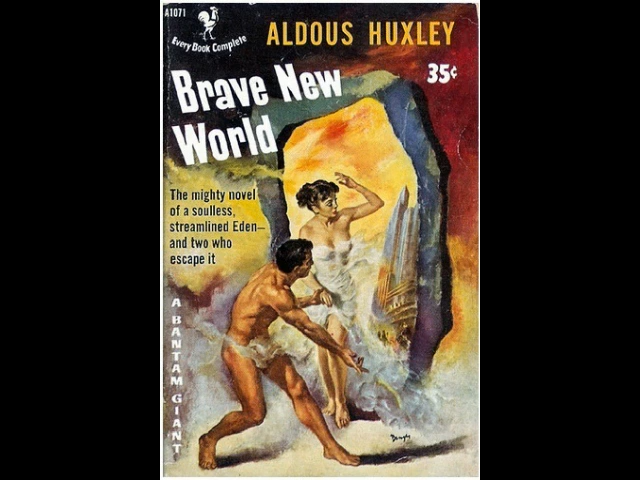 A1071
Every Book Complete
ALDOUS HUXLEY
35¢
Brave New
World
The mighty novel
of a soulless,
streamlined Eden—
and two who
escape it
A BANTAM GIANT